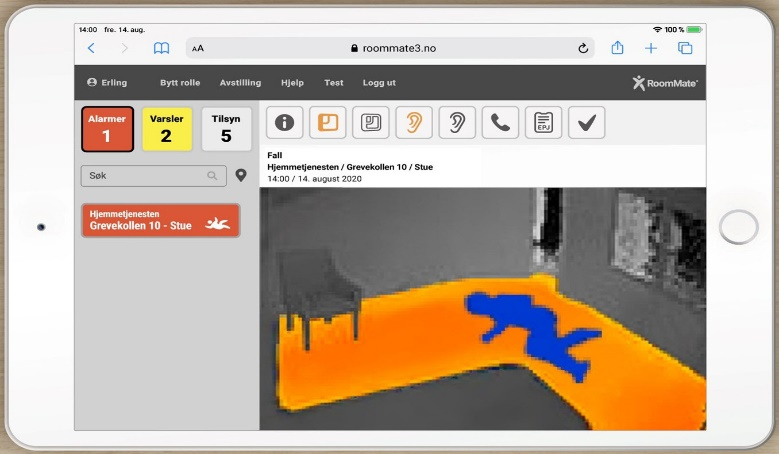 14:00 fre. 14. aug.
100 %
AA
roommate3.no
Erling
Bytt rolle
Avstilling
Hjelp
Test
Logg ut
RoomMate
Alarmer
1
Varsler
2
Tilsyn
5
EPJ
Søk
Fall
Hjemmetjenesten / Grevekollen 10 / Stue
14:00 / 14. august 2020
Hjemmetjenesten
Grevekollen 10 - Stue